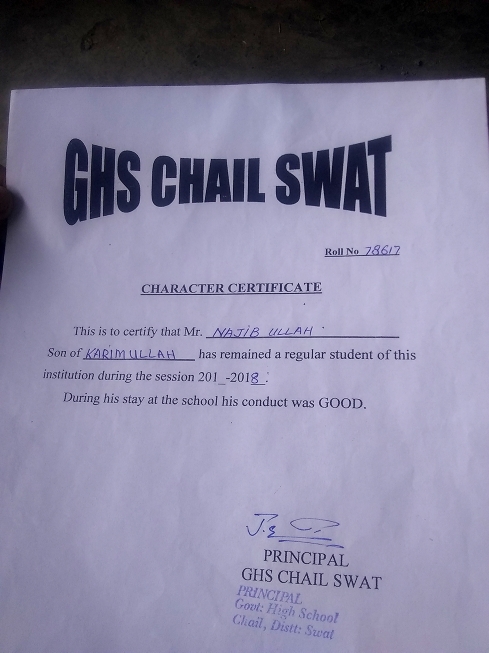 GHS CHAIL SWAT
Roll No 78617
CHARACTER CERTIFICATE
This is to certify that Mr. NAJIB ULLAH
Son of KARIM ULLAH has remained a regular student of this
institution during the session 201_-2018.
During his stay at the school his conduct was GOOD.
PRINCIPAL
GHS CHAIL SWAT
PRINCIPAL
Govt: High School
Chail, Distt: Swat